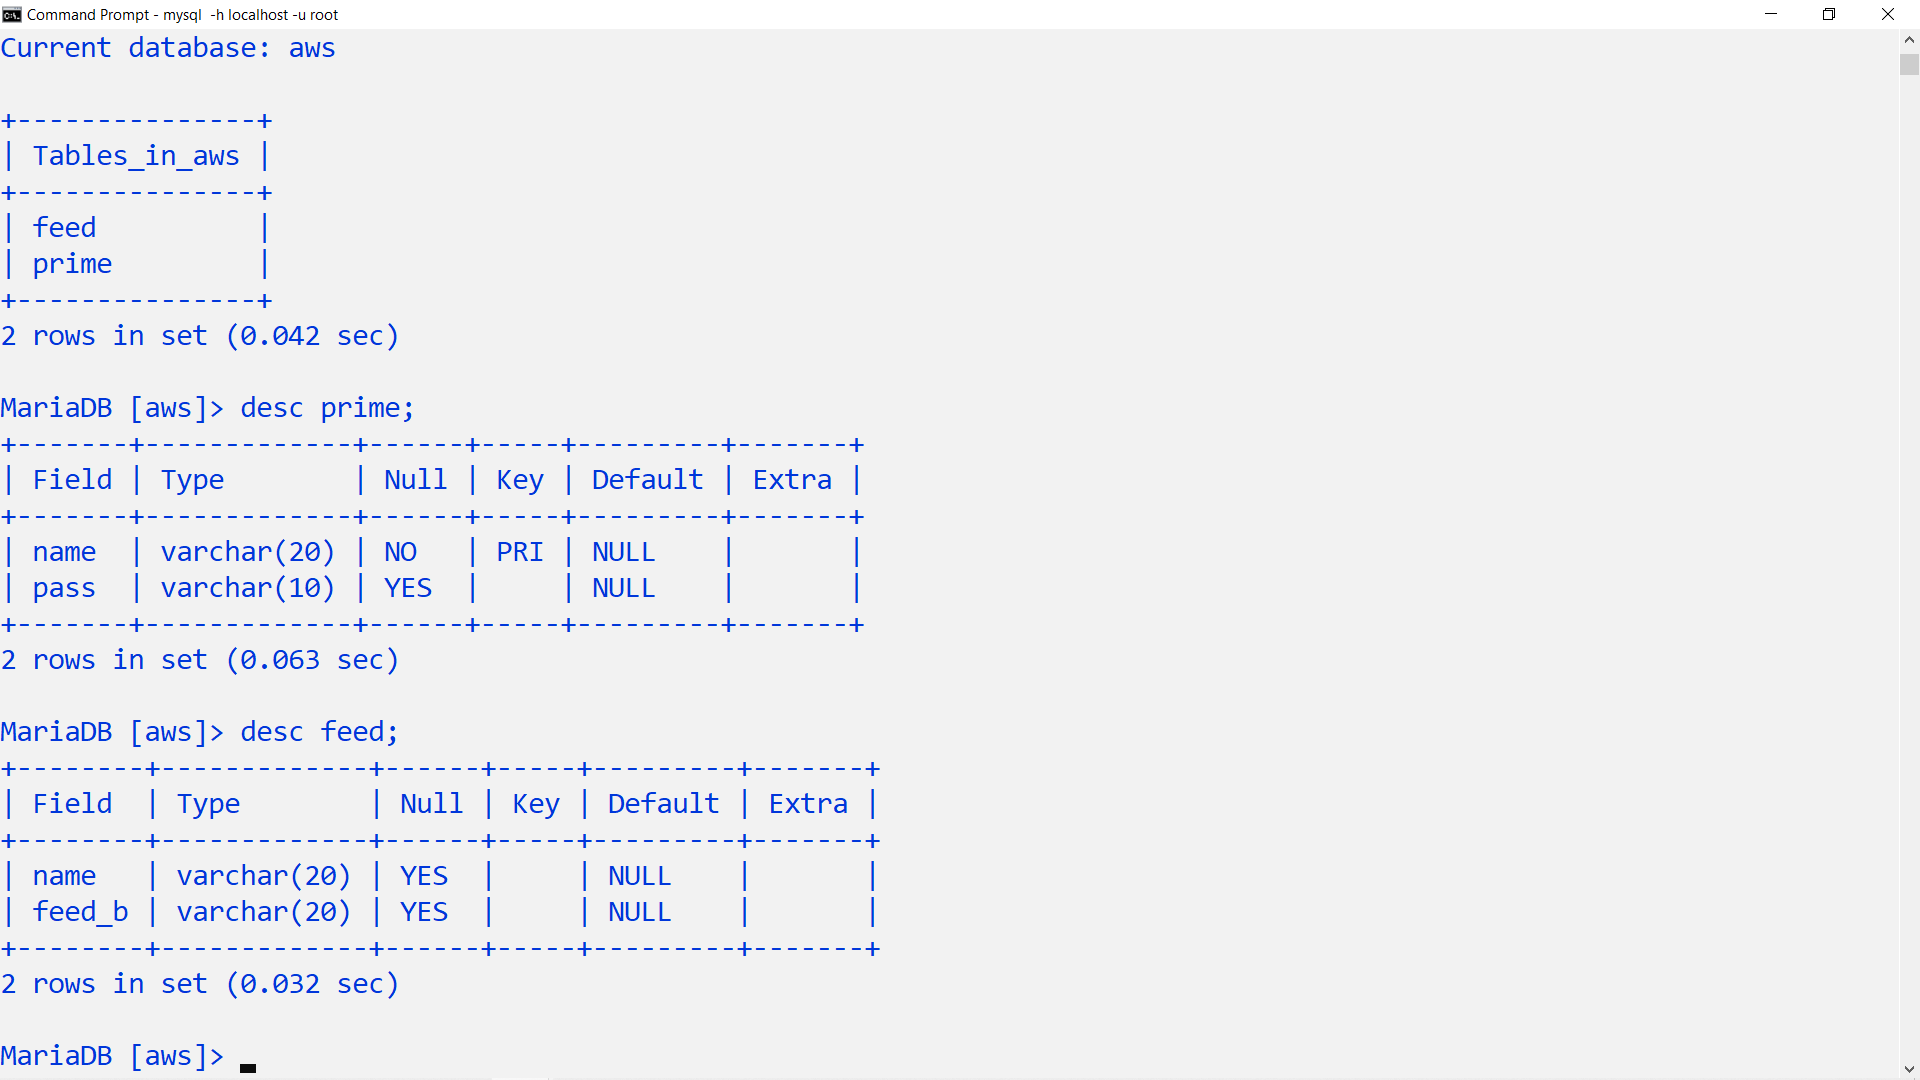 Command Prompt - mysql  -h localhost -u root
Current database: aws
+---------------+
| Tables_in_aws |
+---------------+
| feed          |
| prime         |
+---------------+
2 rows in set (0.042 sec)
MariaDB [aws]> desc prime;
+-------+-------------+------+-----+---------+-------+
| Field | Type        | Null | Key | Default | Extra |
+-------+-------------+------+-----+---------+-------+
| name  | varchar(20) | NO   | PRI | NULL    |       |
| pass  | varchar(10) | YES  |     | NULL    |       |
+-------+-------------+------+-----+---------+-------+
2 rows in set (0.063 sec)
MariaDB [aws]> desc feed;
+--------+-------------+------+-----+---------+-------+
| Field  | Type        | Null | Key | Default | Extra |
+--------+-------------+------+-----+---------+-------+
| name   | varchar(20) | YES  |     | NULL    |       |
| feed_b | varchar(20) | YES  |     | NULL    |       |
+--------+-------------+------+-----+---------+-------+
2 rows in set (0.032 sec)
MariaDB [aws]>